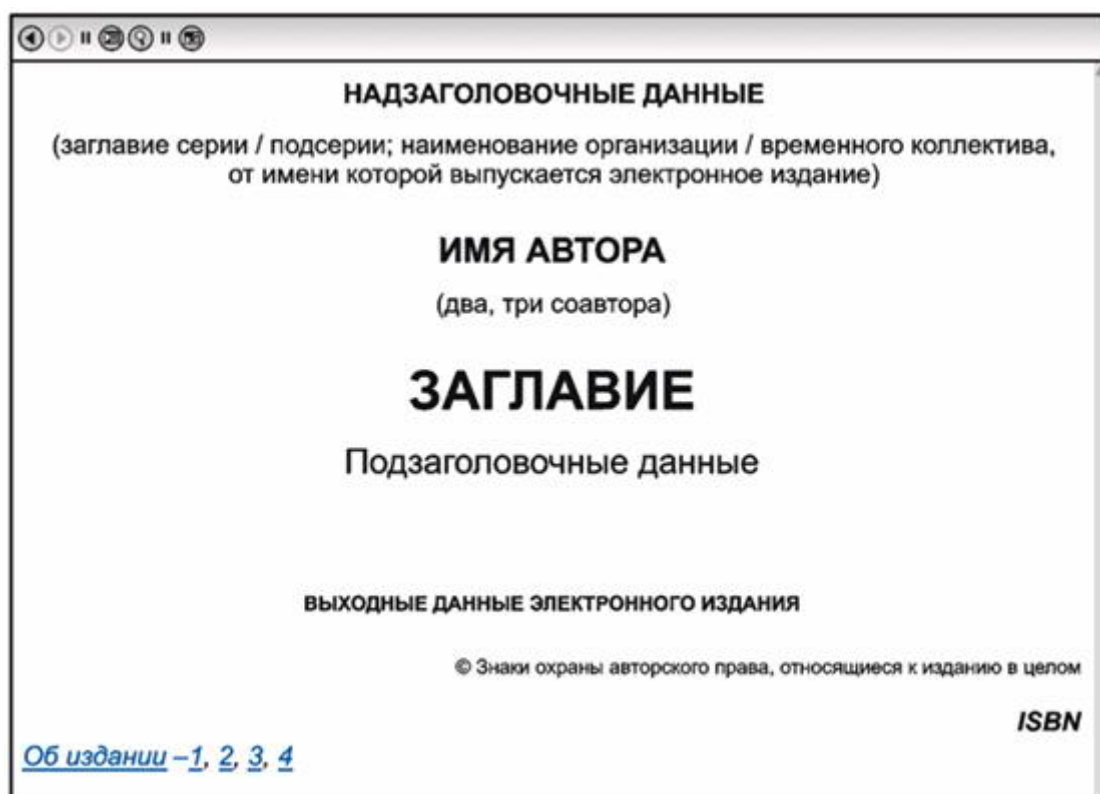 НАДЗАГОЛОВОЧНЫЕ ДАННЫЕ
(заглавие серии / подсерии; наименование организации / временного коллектива,
от имени которой выпускается электронное издание)
ИМЯ АВТОРА
(два, три соавтора)
ЗАГЛАВИЕ
Подзаголовочные данные
ВЫХОДНЫЕ ДАННЫЕ ЭЛЕКТРОННОГО ИЗДАНИЯ
© Знаки охраны авторского права, относящиеся к изданию в целом
ISBN
Об издании –1, 2, 3, 4